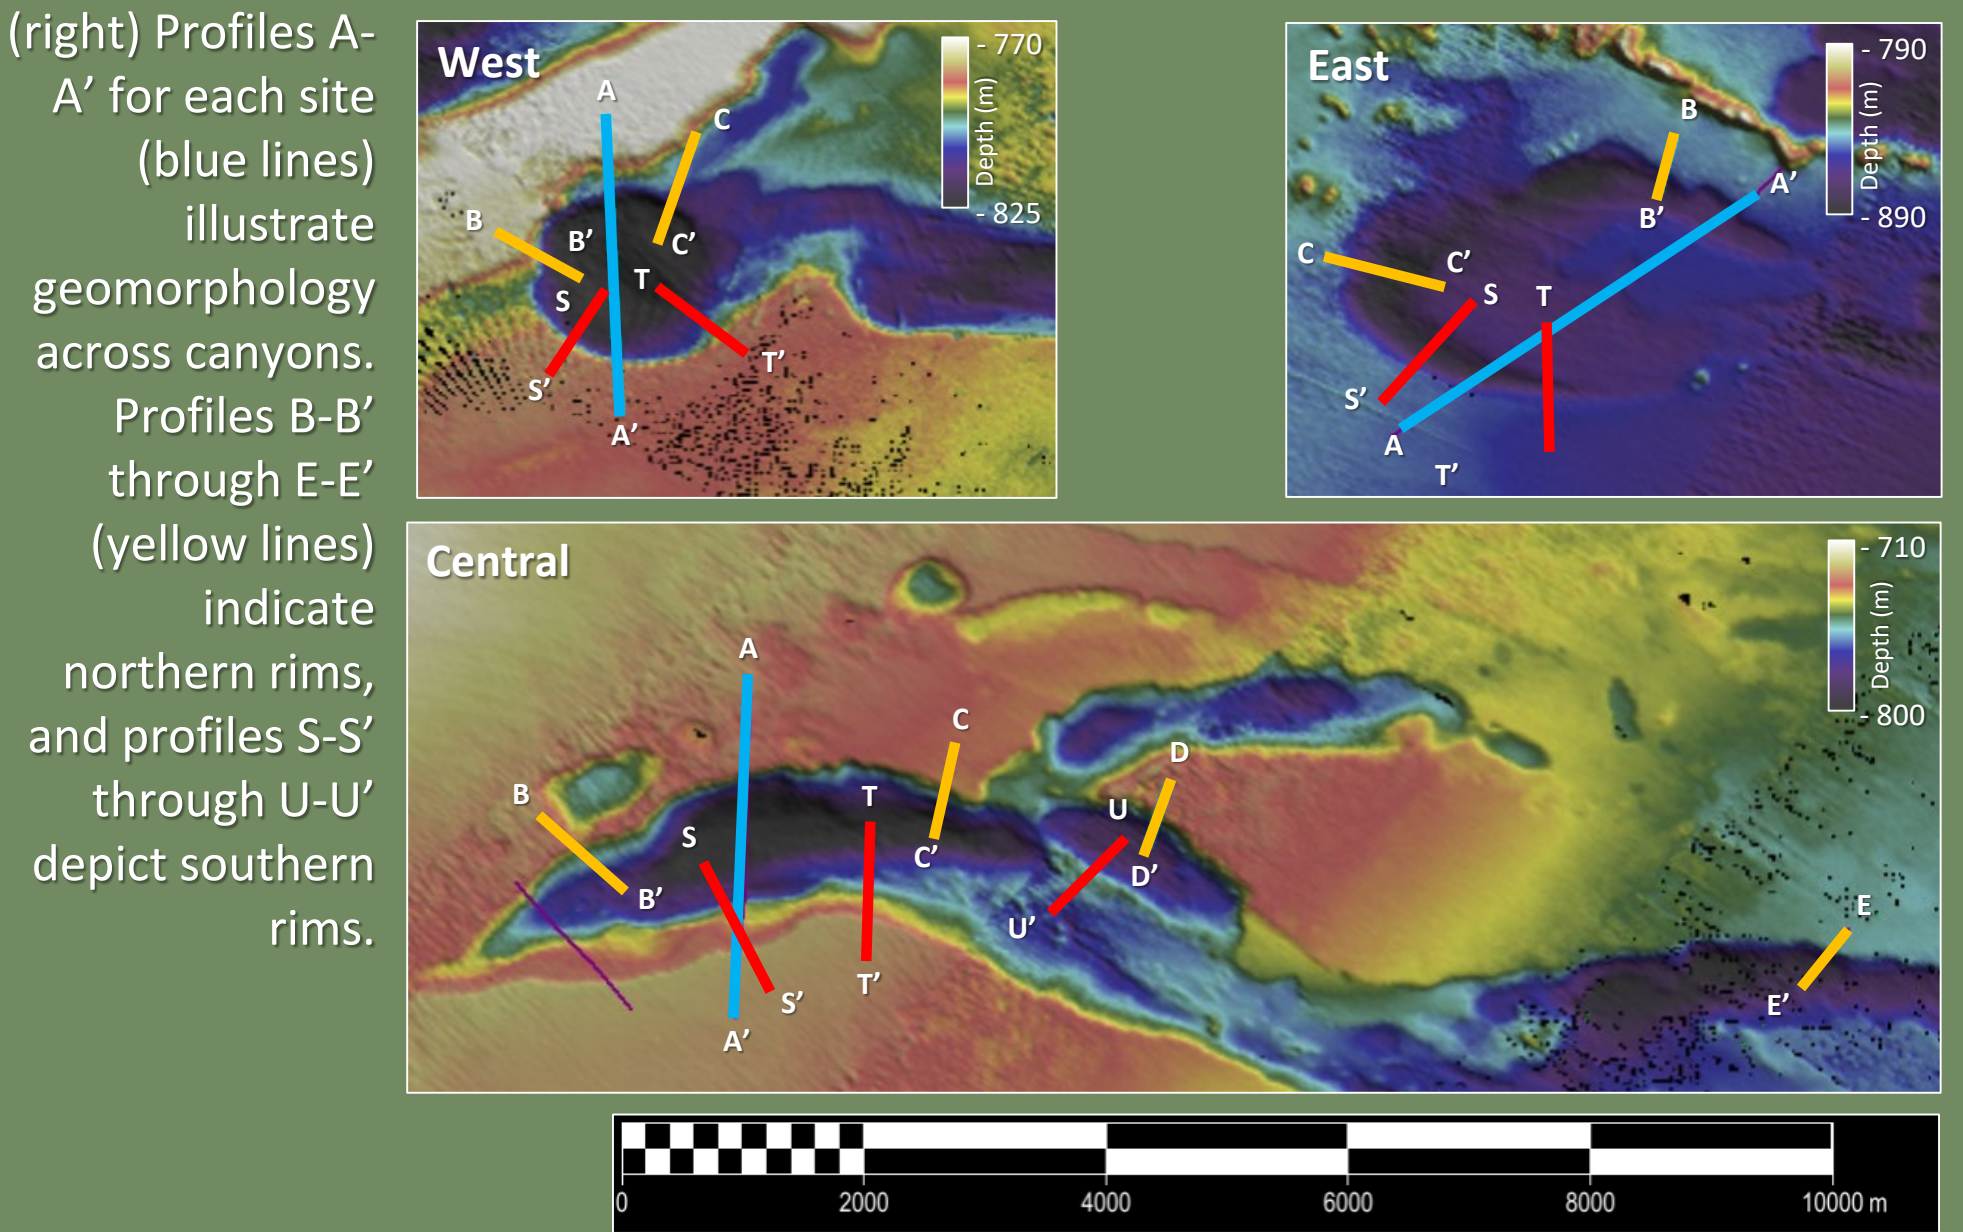 (right) Profiles A-
A’ for each site
(blue lines)
illustrate
geomorphology
across canyons.
Profiles B-B’
through E-E’
(yellow lines)
indicate
northern rims,
and profiles S-S’
through U-U’
depict southern
rims.
West
A
C
B
B’
C’
T
S
S’
T’
A’
- 770
Depth (m)
- 825
East
B
A’
B’
C
C’
S
T
S’
A
T’
- 790
Depth (m)
- 890
Central
A
C
D
B
T
U
S
C’
D’
B’
U’
E
T’
S’
E’
A’
- 710
Depth (m)
- 800
0 2000 4000 6000 8000 10000 m